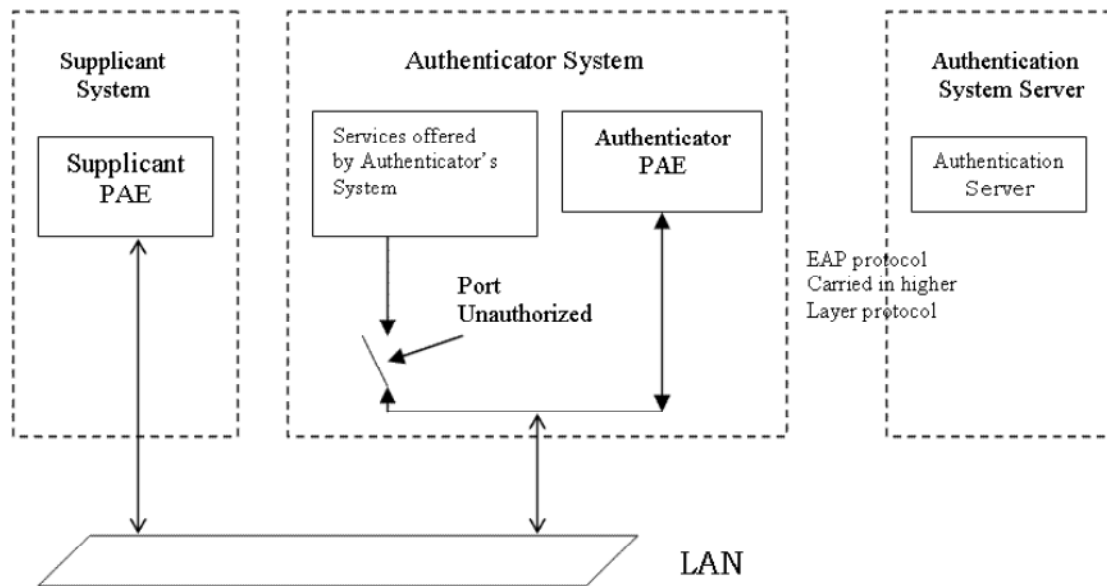 Supplicant
System
Supplicant
PAE
Authenticator System
Services offered
by Authenticator's
System
Authenticator
PAE
Port
Unauthorized
EAP protocol
Carried in higher
Layer protocol
Authentication
System Server
Authentication
Server
LAN